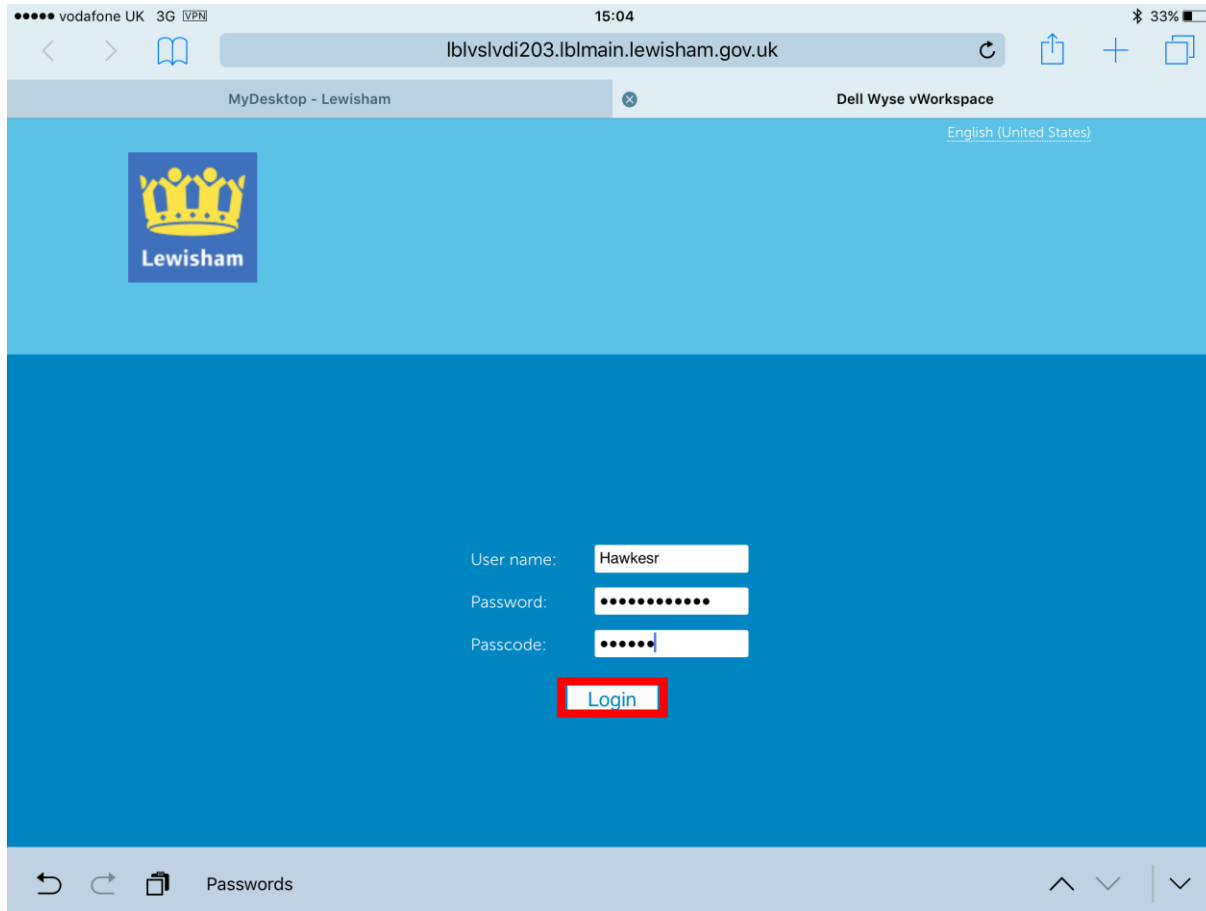 vodafone UK 3G VPN 15:04 33%
lblvslvdi203.lblmain.lewisham.gov.uk
MyDesktop - Lewisham Dell Wyse vWorkspace
English (United States)
Lewisham
User name: Hawkesr
Password: ●●●●●●●●●●●●
Passcode: ●●●●●●
Login
Passwords